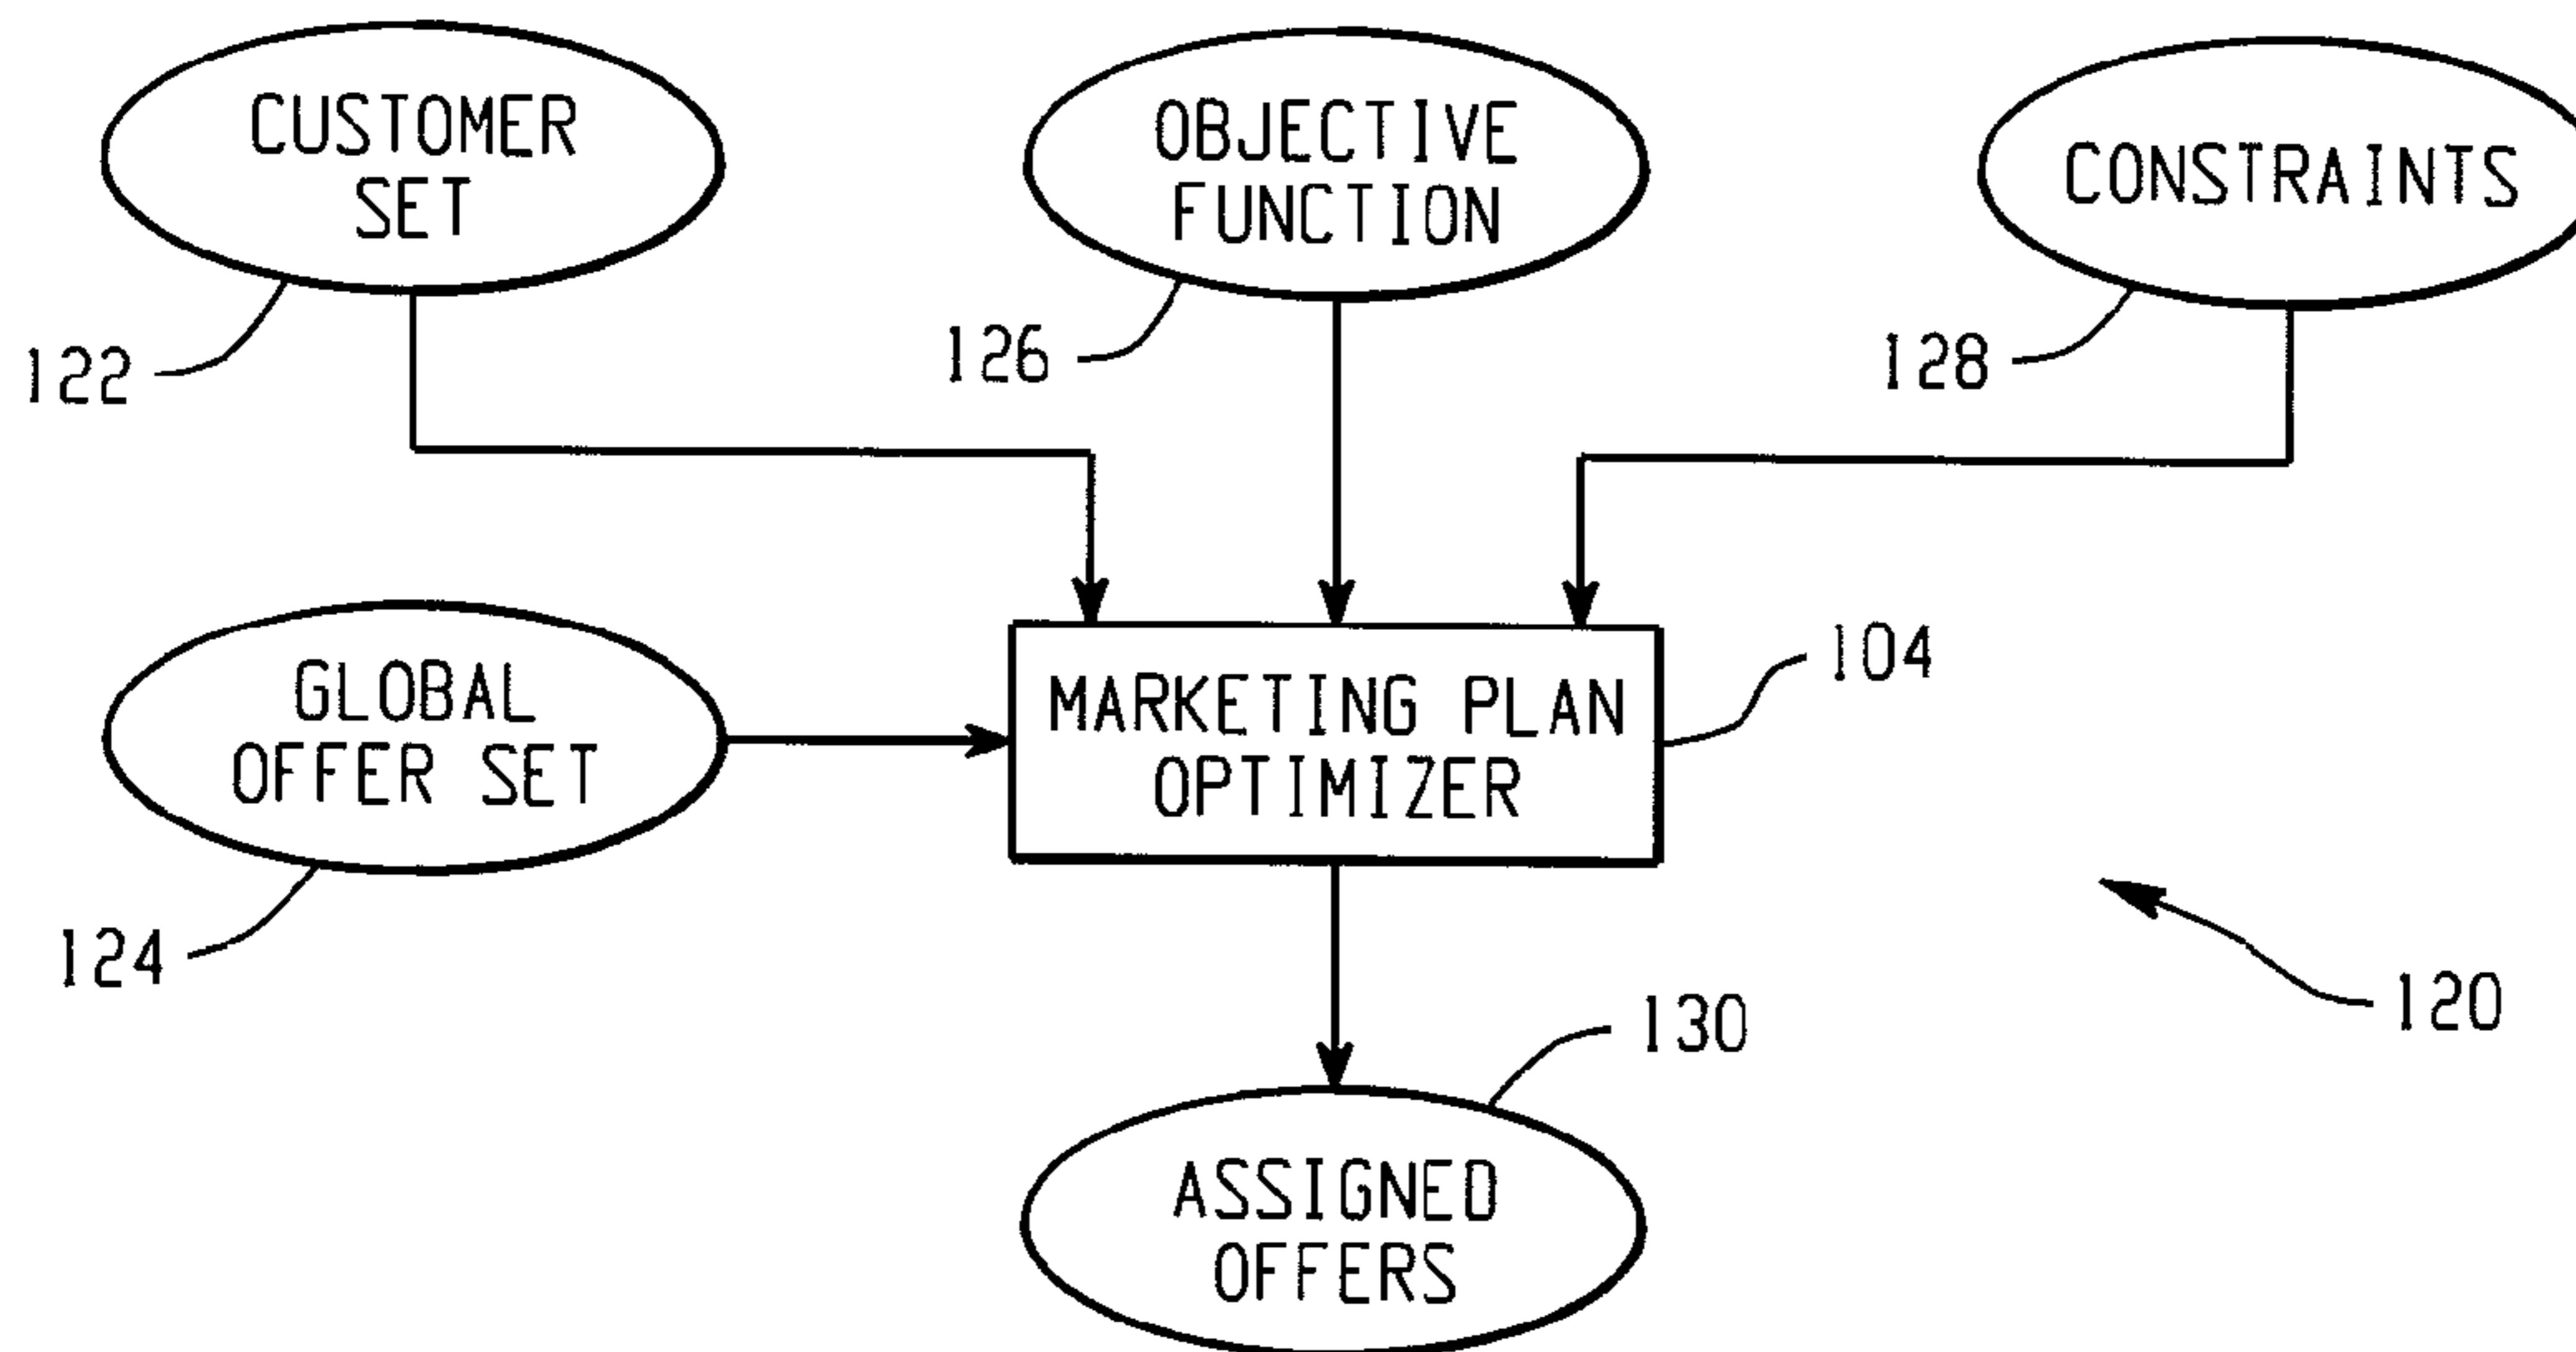 CUSTOMER
SET
OBJECTIVE
FUNCTION
CONSTRAINTS
122
126
128
GLOBAL
OFFER SET
MARKETING PLAN
OPTIMIZER
104
124
130
120
ASSIGNED
OFFERS